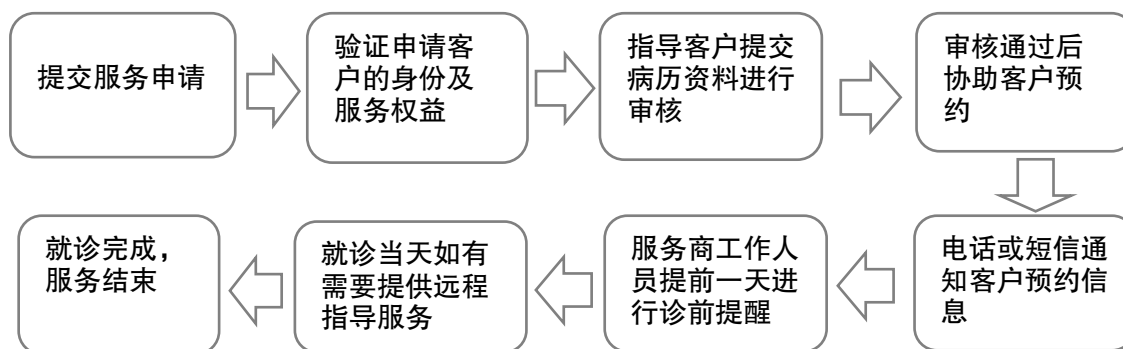 提交服务申请
验证申请客
户的身份及
服务权益
指导客户提交
病历资料进行
审核
审核通过后
协助客户预
约
电话或短信通
知客户预约信
息
服务商工作人
员提前一天进
行诊前提醒
就诊当天如有
需要提供远程
指导服务
就诊完成，
服务结束